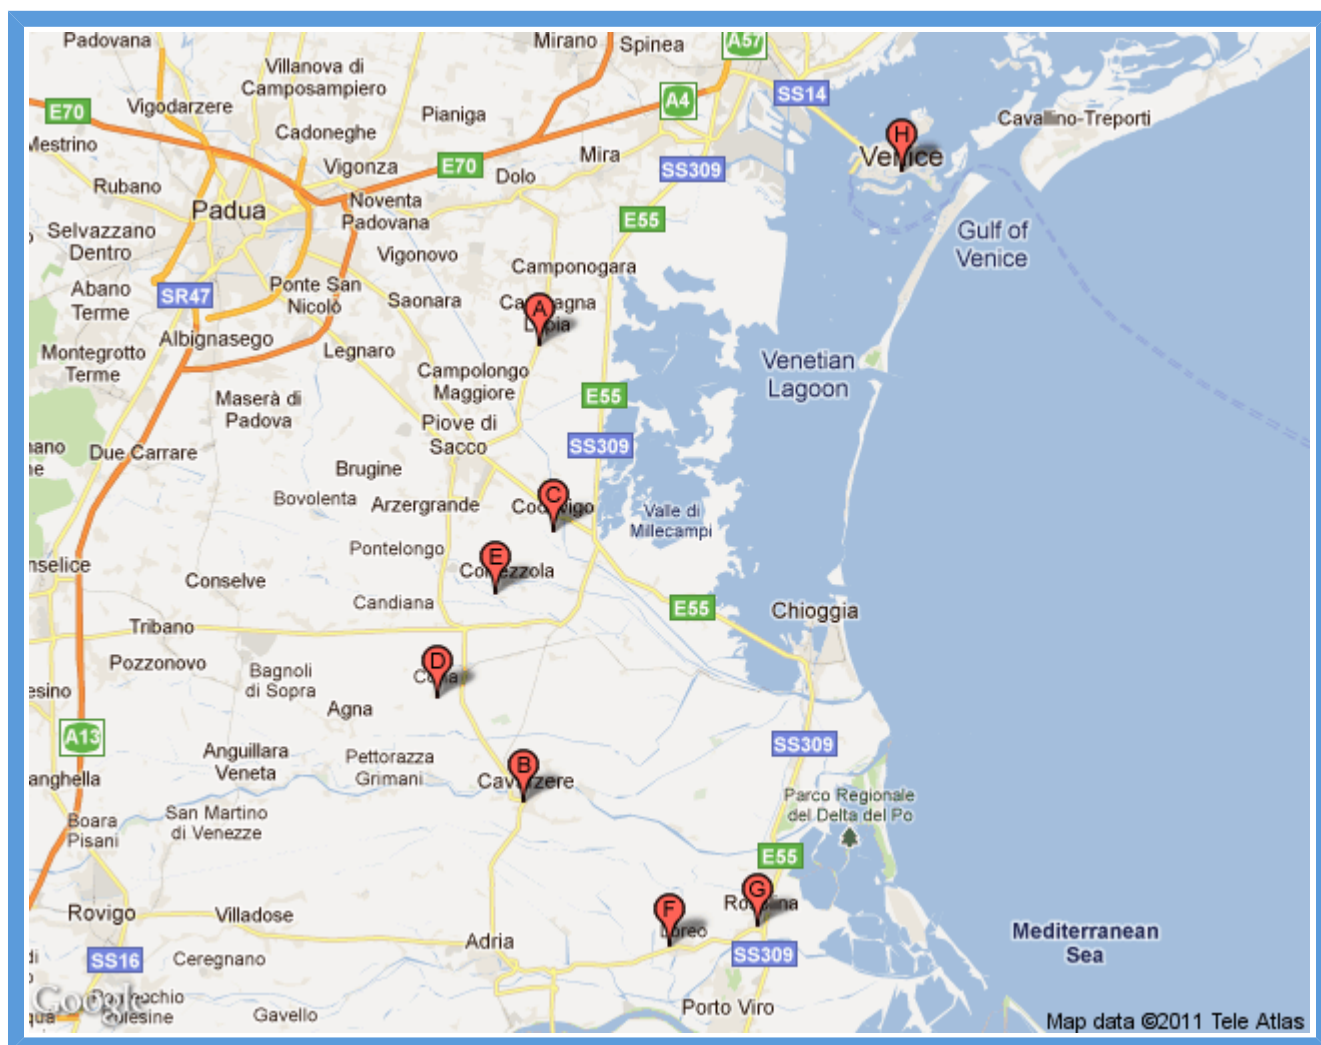 Padovana
Mirano
Spinea
A57
Villanova di
Camposampiero
SS14
A4
E70
Vigodarzere
Pianiga
Cavallino-Treporti
Cadoneghe
H
Venice
Mestrino
Vigonza
E70
Mira
SS309
Dolo
Rubano
Noventa
Padovana
Padua
E55
Selvazzano
Dentro
Gulf of
Venice
Vigonovo
Camponogara
Abano
Terme
SR47
Ponte San
Nicolò
Saonara
A
Albignasego
Montegrotto
Terme
Legnaro
Campolongo
Maggiore
Venetian
Lagoon
E55
Maserà di
Padova
Piove di
Sacco
SS309
Due Carrare
Brugine
Bovolenta
Arzergrande
C
Valle di
Millecampi
Pontelongo
E
Conselve
Candiana
E55
Chioggia
Tribano
Pozzonovo
Bagnoli
di Sopra
D
Agna
A13
SS309
Anguillara
Veneta
Pettorazza
Grimani
B
Cavarzere
Parco Regionale
del Delta del Po
San Martino
di Venezze
Boara
Pisani
E55
G
F
Rovigo
Villadose
Adria
Loreo
Mediterranean
Sea
SS16
Ceregnano
SS309
Google
Gavello
Porto Viro
Map data ©2011 Tele Atlas